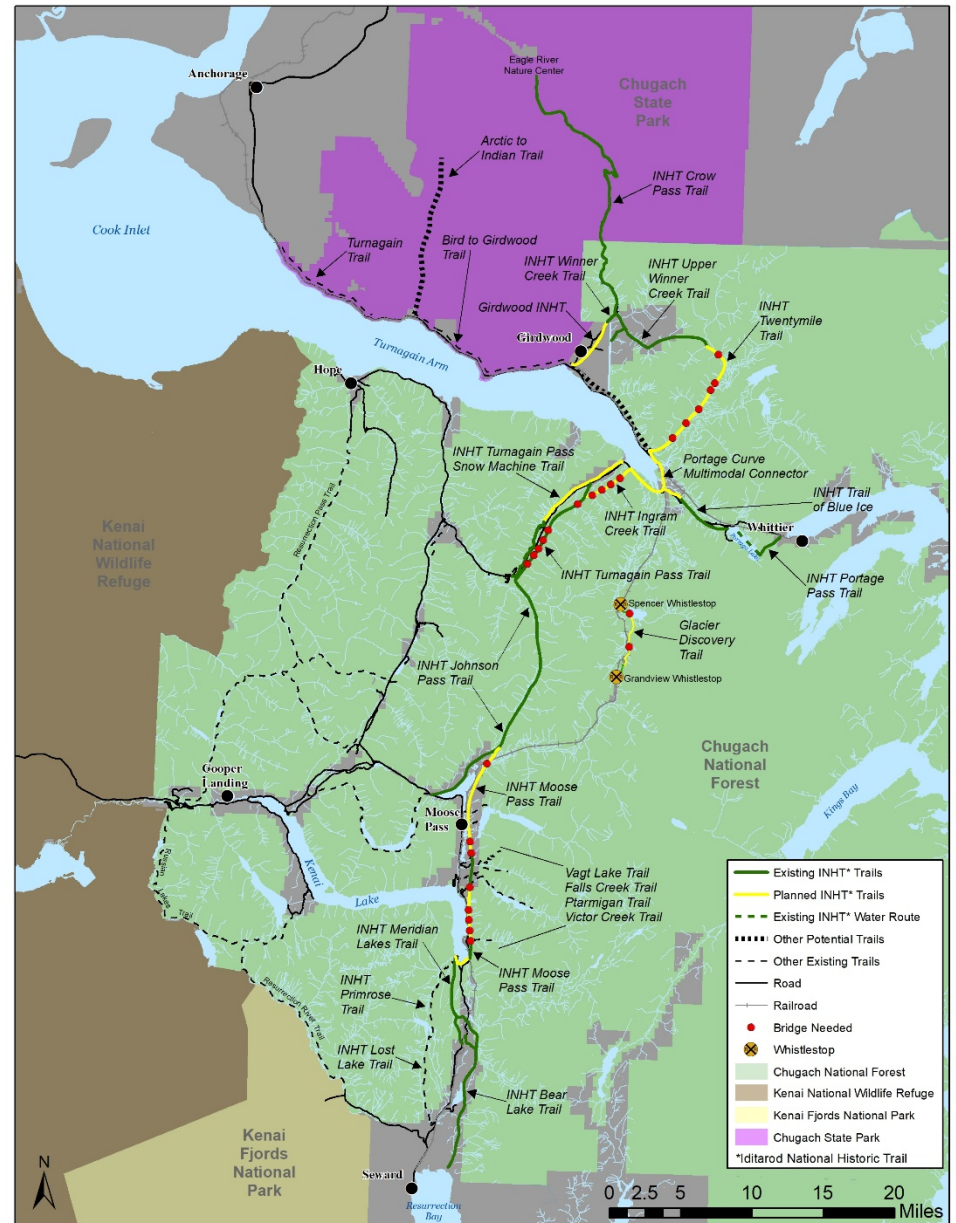 Eagle River
Nature Center
Anchorage
Chugach
State
Park
Arctic to
Indian Trail
INHT Crow
Pass Trail
Cook Inlet
Turnagain
Trail
Bird to Girdwood
Trail
INHT Winner
Creek Trail
INHT Upper
Winner
Creek Trail
Girdwood INHT
INHT
Twentymile
Trail
Girdwood
Turnagain Arm
Hope
INHT Turnagain Pass
Snow Machine Trail
Portage Curve
Multimodal Connector
INHT Trail
of Blue Ice
Resurrection Pass Trail
INHT Ingram
Creek Trail
Whittier
Portage Lake
Kenai
National
Wildlife
Refuge
INHT Turnagain Pass Trail
INHT Portage
Pass Trail
Spencer Whistlestop
Glacier
Discovery
Trail
INHT Johnson
Pass Trail
Grandview Whistlestop
Chugach
National
Forest
Cooper
Landing
INHT Moose
Pass Trail
Kings Bay
Moose
Pass
Kenai
Lake
Russian
Lakes
Trail
Vagt Lake Trail
Falls Creek Trail
Ptarmigan Trail
Victor Creek Trail
INHT Meridian
Lakes Trail
INHT Moose
Pass Trail
INHT
Primrose
Trail
Resurrection River Trail
INHT Lost
Lake Trail
INHT Bear
Lake Trail
Kenai
Fjords
National
Park
Seward
Resurrection
Bay
N
Existing INHT* Trails
Planned INHT* Trails
Existing INHT* Water Route
Other Potential Trails
Other Existing Trails
Road
Railroad
Bridge Needed
Whistlestop
Chugach National Forest
Kenai National Wildlife Refuge
Kenai Fjords National Park
Chugach State Park
*Iditarod National Historic Trail
0 2.5 5 10 15 20
Miles